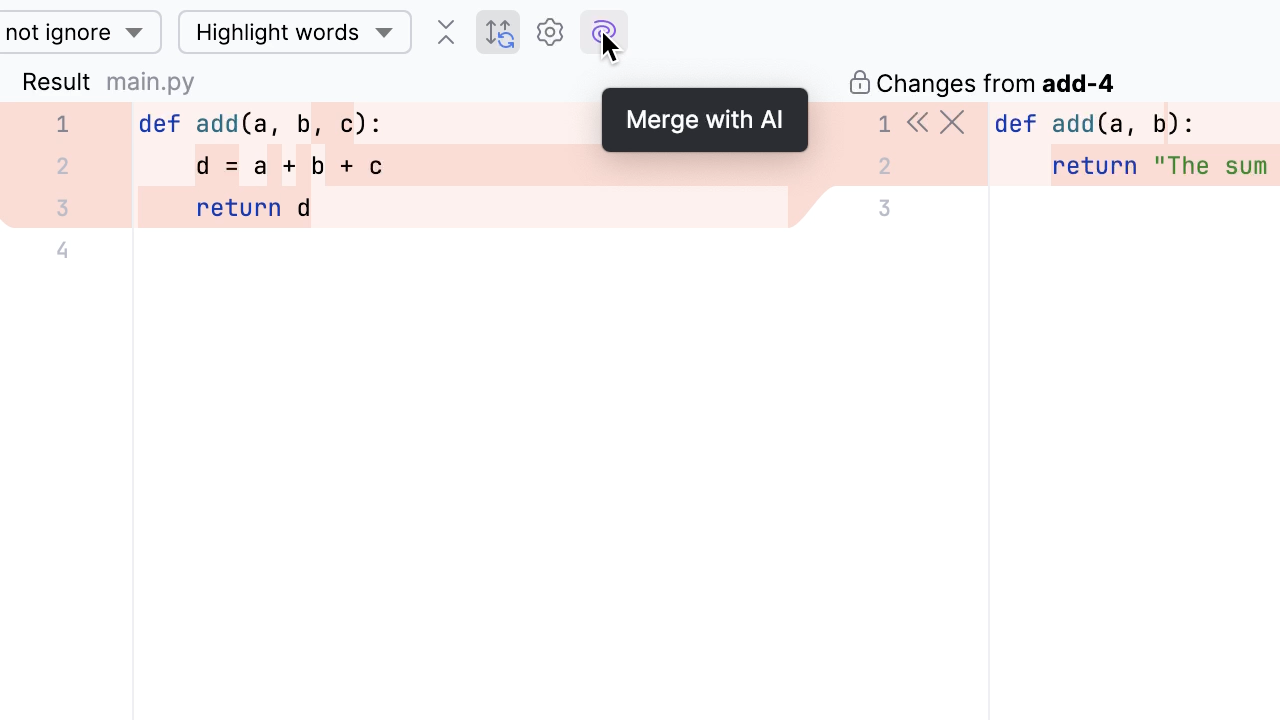 not ignore Highlight words
Result main.py Changes from add-4
Merge with AI
1 def add(a, b, c):
2 d = a + b + c
3 return d
4
1 def add(a, b):
2 return "The sum
3